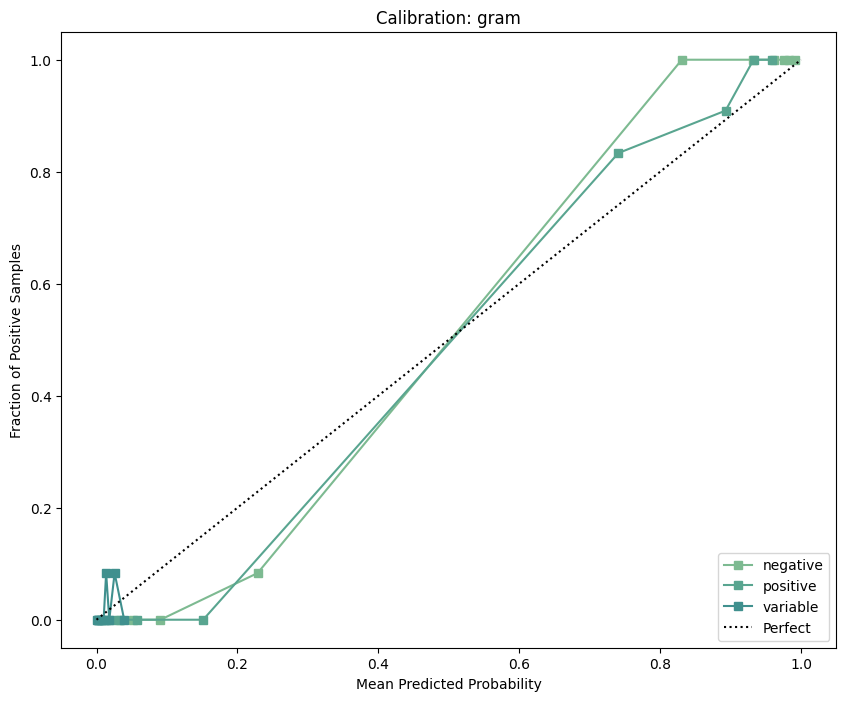 Calibration: gram
1.0
0.8
0.6
0.4
0.2
0.0
Fraction of Positive Samples
0.0 0.2 0.4 0.6 0.8 1.0
Mean Predicted Probability
negative
positive
variable
Perfect